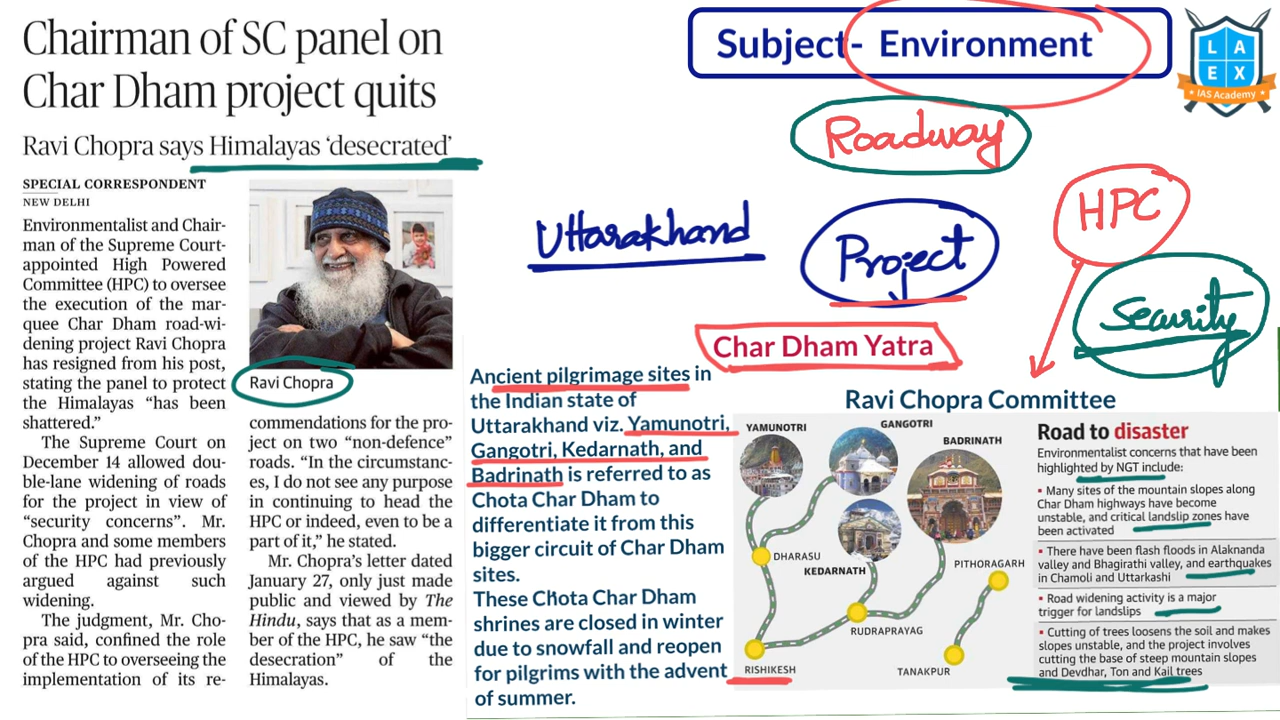 Chairman of SC panel on
Char Dham project quits
Ravi Chopra says Himalayas ‘desecrated’
SPECIAL CORRESPONDENT
NEW DELHI
Environmentalist and Chair-
man of the Supreme Court-
appointed High Powered
Committee (HPC) to oversee
the execution of the mar-
quee Char Dham road-wi-
dening project Ravi Chopra
has resigned from his post,
stating the panel to protect
the Himalayas “has been
shattered.”
The Supreme Court on
December 14 allowed dou-
ble-lane widening of roads
for the project in view of
“security concerns”. Mr.
Chopra and some members
of the HPC had previously
argued against such
widening.
The judgment, Mr. Cho-
pra said, confined the role
of the HPC to overseeing the
implementation of its re-
Ravi Chopra
commendations for the pro-
ject on two “non-defence”
roads. “In the circumstanc-
es, I do not see any purpose
in continuing to head the
HPC or indeed, even to be a
part of it,” he stated.
Mr. Chopra’s letter dated
January 27, only just made
public and viewed by The
Hindu, says that as a mem-
ber of the HPC, he saw “the
desecration” of the
Himalayas.
Subject- Environment
L A
E X
IAS Academy
Roadway
Uttarakhand
Project
HPC
Security
Char Dham Yatra
Ancient pilgrimage sites in
the Indian state of
Uttarakhand viz. Yamunotri,
Gangotri, Kedarnath, and
Badrinath is referred to as
Chota Char Dham to
differentiate it from this
bigger circuit of Char Dham
sites.
These Chota Char Dham
shrines are closed in winter
due to snowfall and reopen
for pilgrims with the advent
of summer.
Ravi Chopra Committee
YAMUNOTRI
GANGOTRI
BADRINATH
DHARASU
KEDARNATH
PITHORAGARH
RUDRAPRAYAG
RISHIKESH
TANAKPUR
Road to disaster
Environmentalist concerns that have been
highlighted by NGT include:
▪ Many sites of the mountain slopes along
Char Dham highways have become
unstable, and critical landslip zones have
been activated
▪ There have been flash floods in Alaknanda
valley and Bhagirathi valley, and earthquakes
in Chamoli and Uttarkashi
▪ Road widening activity is a major
trigger for landslips
▪ Cutting of trees loosens the soil and makes
slopes unstable, and the project involves
cutting the base of steep mountain slopes
and Devdhar, Ton and Kail trees